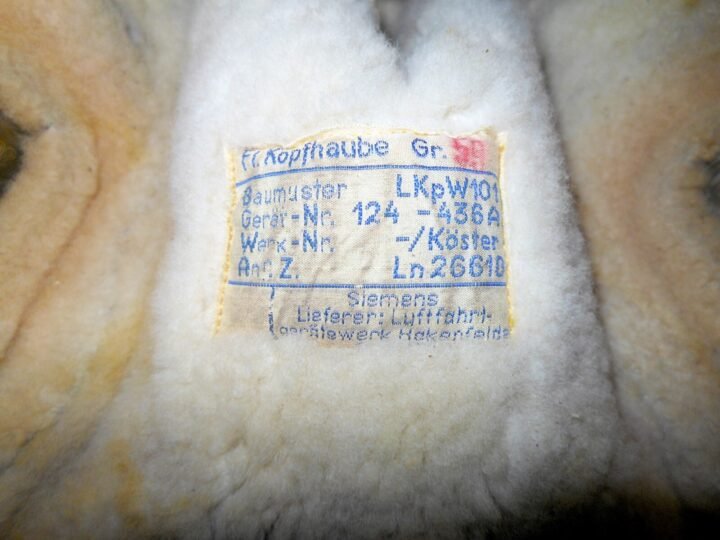 Fl. Kopfhaube Gr.
Baumuster LKpW101
Gerät-Nr. 124-436A
Werk-Nr. -/Köster
Anf. Z. Ln 26610
Siemens
Lieferer: Luftfahrt-
gerätewerk Hakenfelde